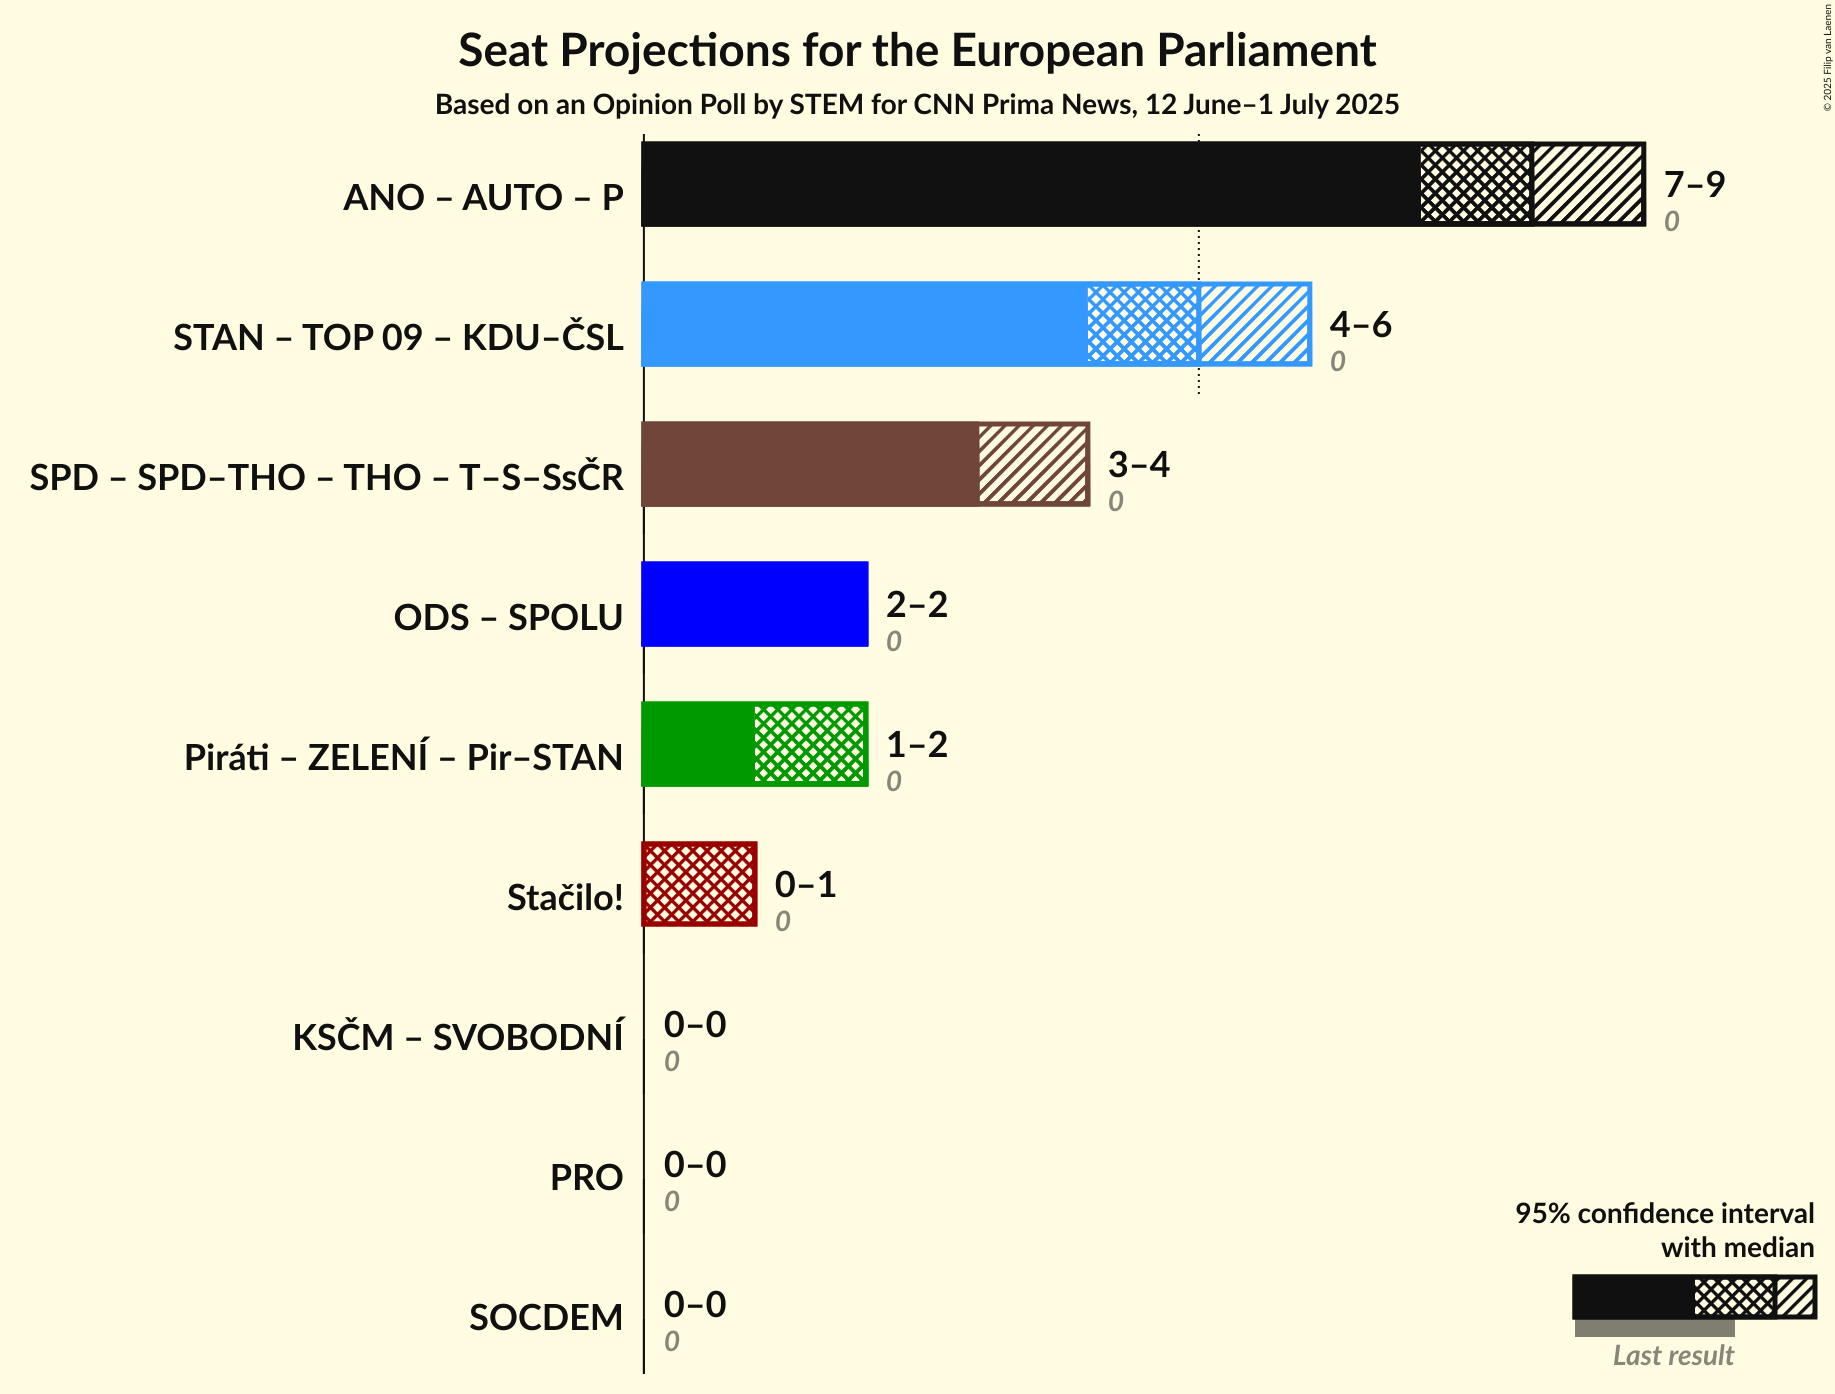 Seat Projections for the European Parliament
Based on an Opinion Poll by STEM for CNN Prima News, 12 June–1 July 2025
© 2025 Filip van Laenen
ANO – AUTO – P
7–9
0
STAN – TOP 09 – KDU–ČSL
4–6
0
SPD – SPD–THO – THO – T–S–SsČR
3–4
0
ODS – SPOLU
2–2
0
Piráti – ZELENÍ – Pir–STAN
1–2
0
Stačilo!
0–1
0
KSČM – SVOBODNÍ
0–0
0
PRO
0–0
0
SOCDEM
0–0
0
95% confidence interval
with median
Last result